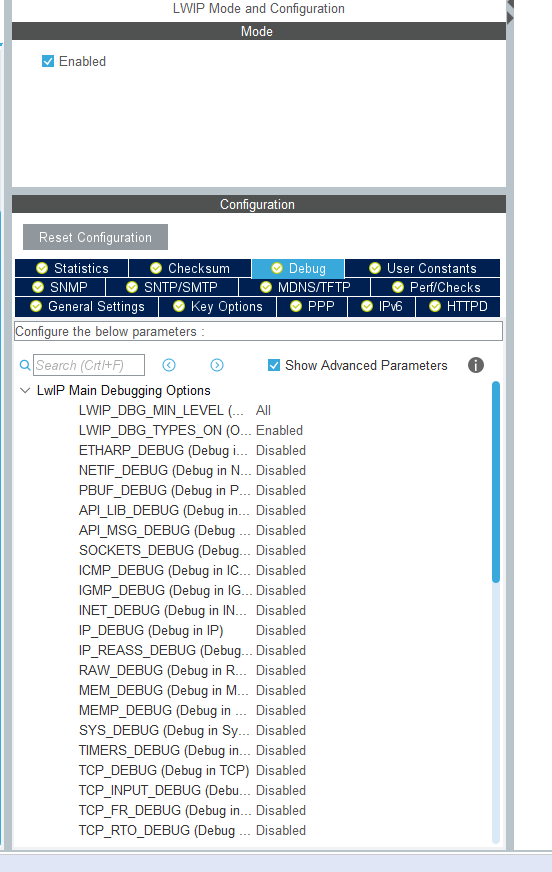 LWIP Mode and Configuration
Mode
Enabled
Configuration
Reset Configuration
Statistics Checksum Debug User Constants
SNMP SNTP/SMTP MDNS/TFTP Perf/Checks
General Settings Key Options PPP IPv6 HTTPD
Configure the below parameters :
Search (Crtl+F) Show Advanced Parameters
LwIP Main Debugging Options
LWIP_DBG_MIN_LEVEL (... All
LWIP_DBG_TYPES_ON (O... Enabled
ETHARP_DEBUG (Debug i... Disabled
NETIF_DEBUG (Debug in N... Disabled
PBUF_DEBUG (Debug in P... Disabled
API_LIB_DEBUG (Debug in... Disabled
API_MSG_DEBUG (Debug ... Disabled
SOCKETS_DEBUG (Debug... Disabled
ICMP_DEBUG (Debug in IC... Disabled
IGMP_DEBUG (Debug in IG... Disabled
INET_DEBUG (Debug in IN... Disabled
IP_DEBUG (Debug in IP) Disabled
IP_REASS_DEBUG (Debug... Disabled
RAW_DEBUG (Debug in R... Disabled
MEM_DEBUG (Debug in M... Disabled
MEMP_DEBUG (Debug in ... Disabled
SYS_DEBUG (Debug in Sy... Disabled
TIMERS_DEBUG (Debug in... Disabled
TCP_DEBUG (Debug in TCP) Disabled
TCP_INPUT_DEBUG (Debu... Disabled
TCP_FR_DEBUG (Debug in... Disabled
TCP_RTO_DEBUG (Debug ... Disabled